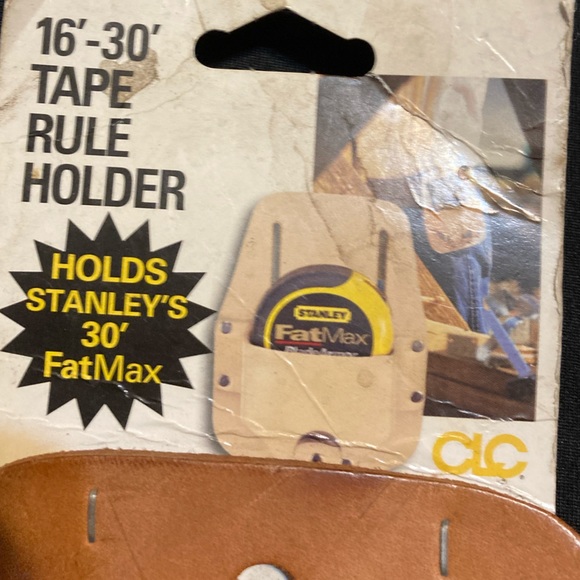 16'-30'
TAPE
RULE
HOLDER
HOLDS
STANLEY'S
30'
FatMax
STANLEY
FatMax
CLC